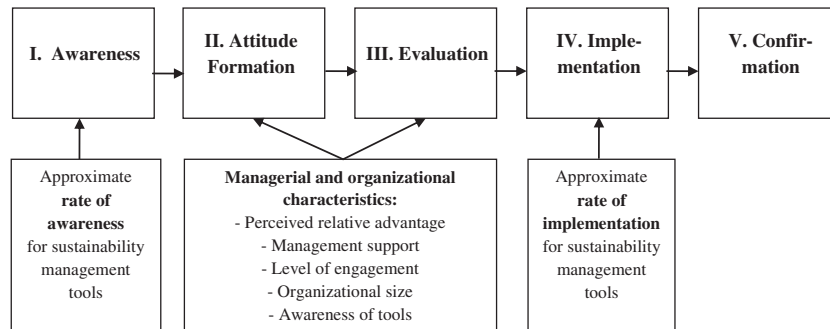 I. Awareness
II. Attitude
Formation
III. Evaluation
IV. Imple-
mentation
V. Confir-
mation
Approximate
rate of
awareness
for sustainability
management
tools
Managerial and organizational
characteristics:
- Perceived relative advantage
- Management support
- Level of engagement
- Organizational size
- Awareness of tools
Approximate
rate of
implementation
for sustainability
management
tools